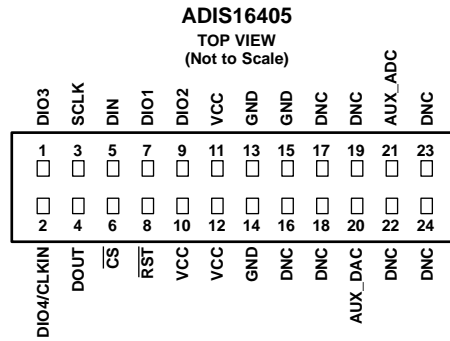 ADIS16405
TOP VIEW
(Not to Scale)
DIO3 SCLK DIN DIO1 DIO2 VCC GND GND DNC DNC AUX_ADC DNC
1 3 5 7 9 11 13 15 17 19 21 23
2 4 6 8 10 12 14 16 18 20 22 24
DIO4/CLKIN DOUT CS RST VCC VCC GND DNC DNC AUX_DAC DNC DNC